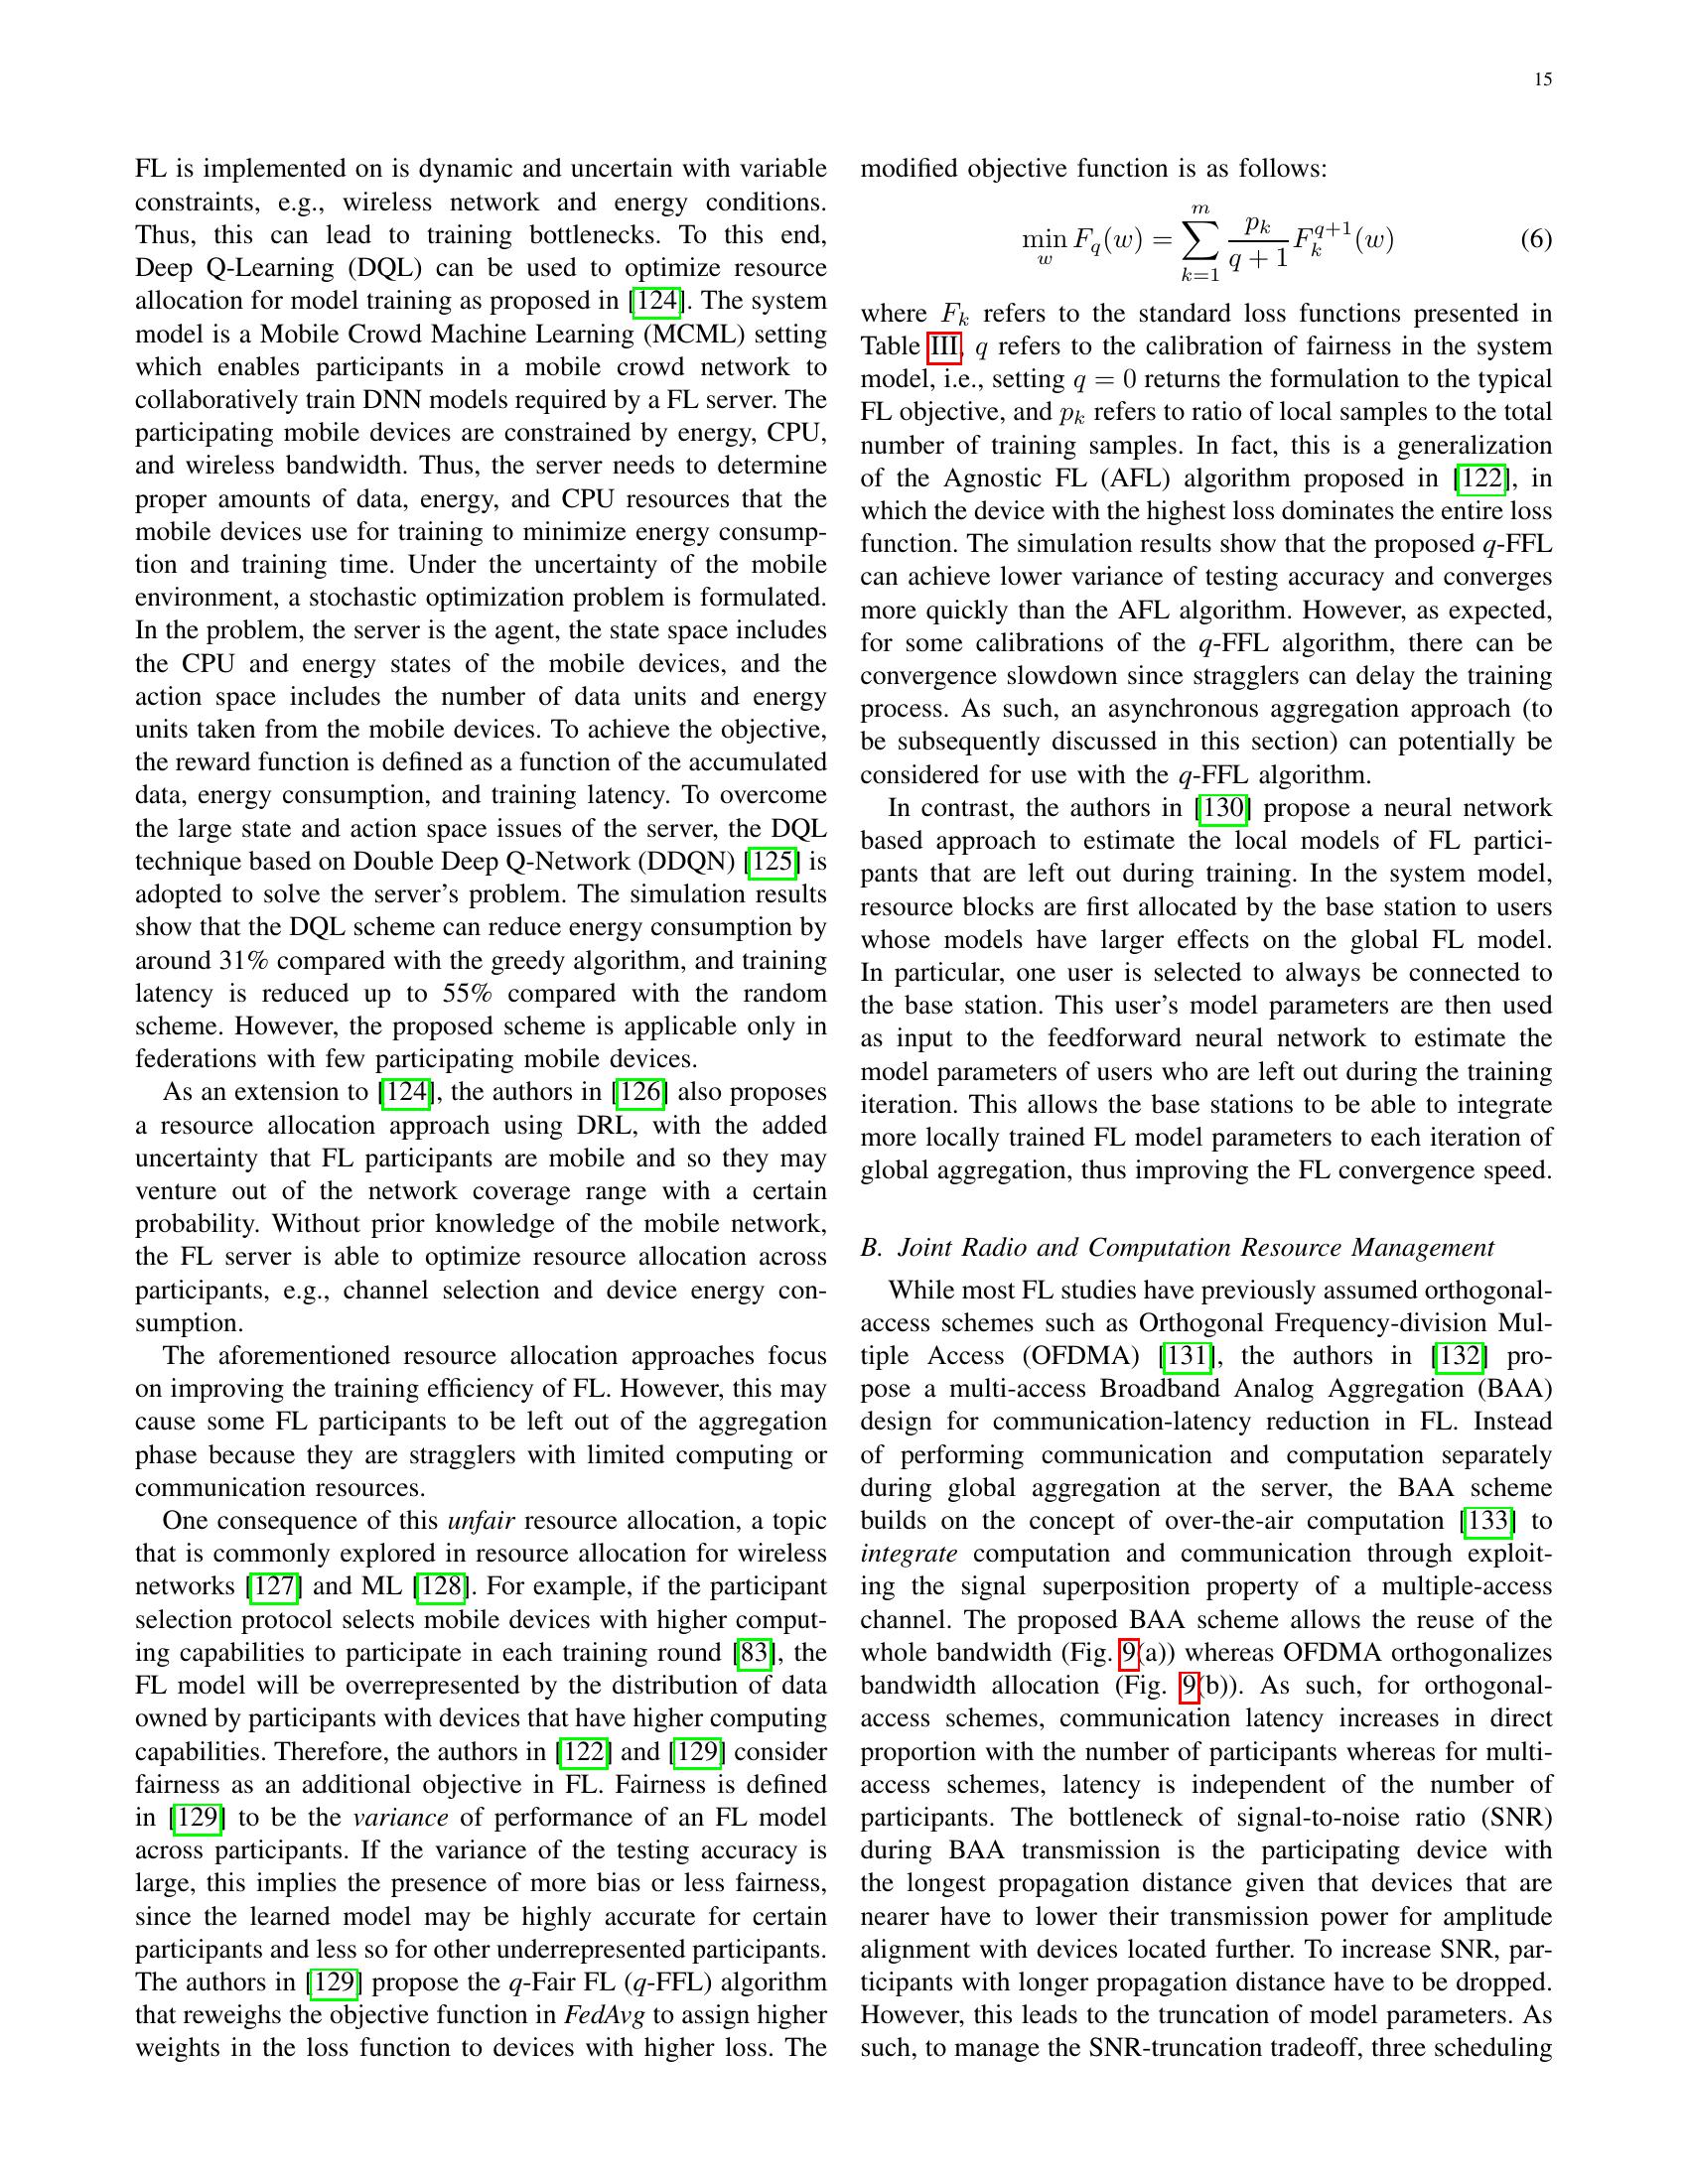 15
FL is implemented on is dynamic and uncertain with variable
constraints, e.g., wireless network and energy conditions.
Thus, this can lead to training bottlenecks. To this end,
Deep Q-Learning (DQL) can be used to optimize resource
allocation for model training as proposed in [124]. The system
model is a Mobile Crowd Machine Learning (MCML) setting
which enables participants in a mobile crowd network to
collaboratively train DNN models required by a FL server. The
participating mobile devices are constrained by energy, CPU,
and wireless bandwidth. Thus, the server needs to determine
proper amounts of data, energy, and CPU resources that the
mobile devices use for training to minimize energy consump-
tion and training time. Under the uncertainty of the mobile
environment, a stochastic optimization problem is formulated.
In the problem, the server is the agent, the state space includes
the CPU and energy states of the mobile devices, and the
action space includes the number of data units and energy
units taken from the mobile devices. To achieve the objective,
the reward function is defined as a function of the accumulated
data, energy consumption, and training latency. To overcome
the large state and action space issues of the server, the DQL
technique based on Double Deep Q-Network (DDQN) [125] is
adopted to solve the server's problem. The simulation results
show that the DQL scheme can reduce energy consumption by
around 31% compared with the greedy algorithm, and training
latency is reduced up to 55% compared with the random
scheme. However, the proposed scheme is applicable only in
federations with few participating mobile devices.
As an extension to [124], the authors in [126] also proposes
a resource allocation approach using DRL, with the added
uncertainty that FL participants are mobile and so they may
venture out of the network coverage range with a certain
probability. Without prior knowledge of the mobile network,
the FL server is able to optimize resource allocation across
participants, e.g., channel selection and device energy con-
sumption.
The aforementioned resource allocation approaches focus
on improving the training efficiency of FL. However, this may
cause some FL participants to be left out of the aggregation
phase because they are stragglers with limited computing or
communication resources.
One consequence of this unfair resource allocation, a topic
that is commonly explored in resource allocation for wireless
networks [127] and ML [128]. For example, if the participant
selection protocol selects mobile devices with higher comput-
ing capabilities to participate in each training round [83], the
FL model will be overrepresented by the distribution of data
owned by participants with devices that have higher computing
capabilities. Therefore, the authors in [122] and [129] consider
fairness as an additional objective in FL. Fairness is defined
in [129] to be the variance of performance of an FL model
across participants. If the variance of the testing accuracy is
large, this implies the presence of more bias or less fairness,
since the learned model may be highly accurate for certain
participants and less so for other underrepresented participants.
The authors in [129] propose the q-Fair FL (q-FFL) algorithm
that reweighs the objective function in FedAvg to assign higher
weights in the loss function to devices with higher loss. The
modified objective function is as follows:
min_w F_q(w) = ∑_{k=1}^{m} p_k/(q + 1) F_k^{q+1}(w) (6)
where F_k refers to the standard loss functions presented in
Table III, q refers to the calibration of fairness in the system
model, i.e., setting q = 0 returns the formulation to the typical
FL objective, and p_k refers to ratio of local samples to the total
number of training samples. In fact, this is a generalization
of the Agnostic FL (AFL) algorithm proposed in [122], in
which the device with the highest loss dominates the entire loss
function. The simulation results show that the proposed q-FFL
can achieve lower variance of testing accuracy and converges
more quickly than the AFL algorithm. However, as expected,
for some calibrations of the q-FFL algorithm, there can be
convergence slowdown since stragglers can delay the training
process. As such, an asynchronous aggregation approach (to
be subsequently discussed in this section) can potentially be
considered for use with the q-FFL algorithm.
In contrast, the authors in [130] propose a neural network
based approach to estimate the local models of FL partici-
pants that are left out during training. In the system model,
resource blocks are first allocated by the base station to users
whose models have larger effects on the global FL model.
In particular, one user is selected to always be connected to
the base station. This user's model parameters are then used
as input to the feedforward neural network to estimate the
model parameters of users who are left out during the training
iteration. This allows the base stations to be able to integrate
more locally trained FL model parameters to each iteration of
global aggregation, thus improving the FL convergence speed.
B. Joint Radio and Computation Resource Management
While most FL studies have previously assumed orthogonal-
access schemes such as Orthogonal Frequency-division Mul-
tiple Access (OFDMA) [131], the authors in [132] pro-
pose a multi-access Broadband Analog Aggregation (BAA)
design for communication-latency reduction in FL. Instead
of performing communication and computation separately
during global aggregation at the server, the BAA scheme
builds on the concept of over-the-air computation [133] to
integrate computation and communication through exploit-
ing the signal superposition property of a multiple-access
channel. The proposed BAA scheme allows the reuse of the
whole bandwidth (Fig. 9(a)) whereas OFDMA orthogonalizes
bandwidth allocation (Fig. 9(b)). As such, for orthogonal-
access schemes, communication latency increases in direct
proportion with the number of participants whereas for multi-
access schemes, latency is independent of the number of
participants. The bottleneck of signal-to-noise ratio (SNR)
during BAA transmission is the participating device with
the longest propagation distance given that devices that are
nearer have to lower their transmission power for amplitude
alignment with devices located further. To increase SNR, par-
ticipants with longer propagation distance have to be dropped.
However, this leads to the truncation of model parameters. As
such, to manage the SNR-truncation tradeoff, three scheduling